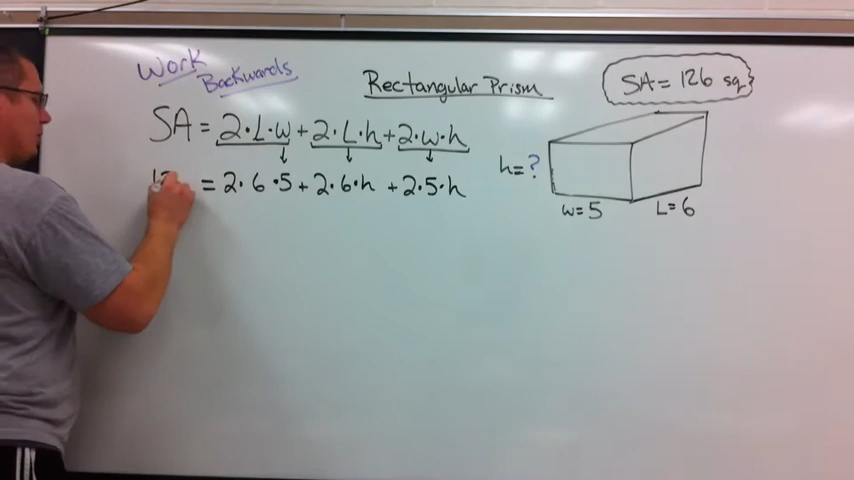 Work
Backwards
Rectangular Prism
SA = 126 sq.
SA = 2·L·w + 2·L·h + 2·w·h
h = ?
12 = 2·6·5 + 2·6·h + 2·5·h
w = 5
L = 6